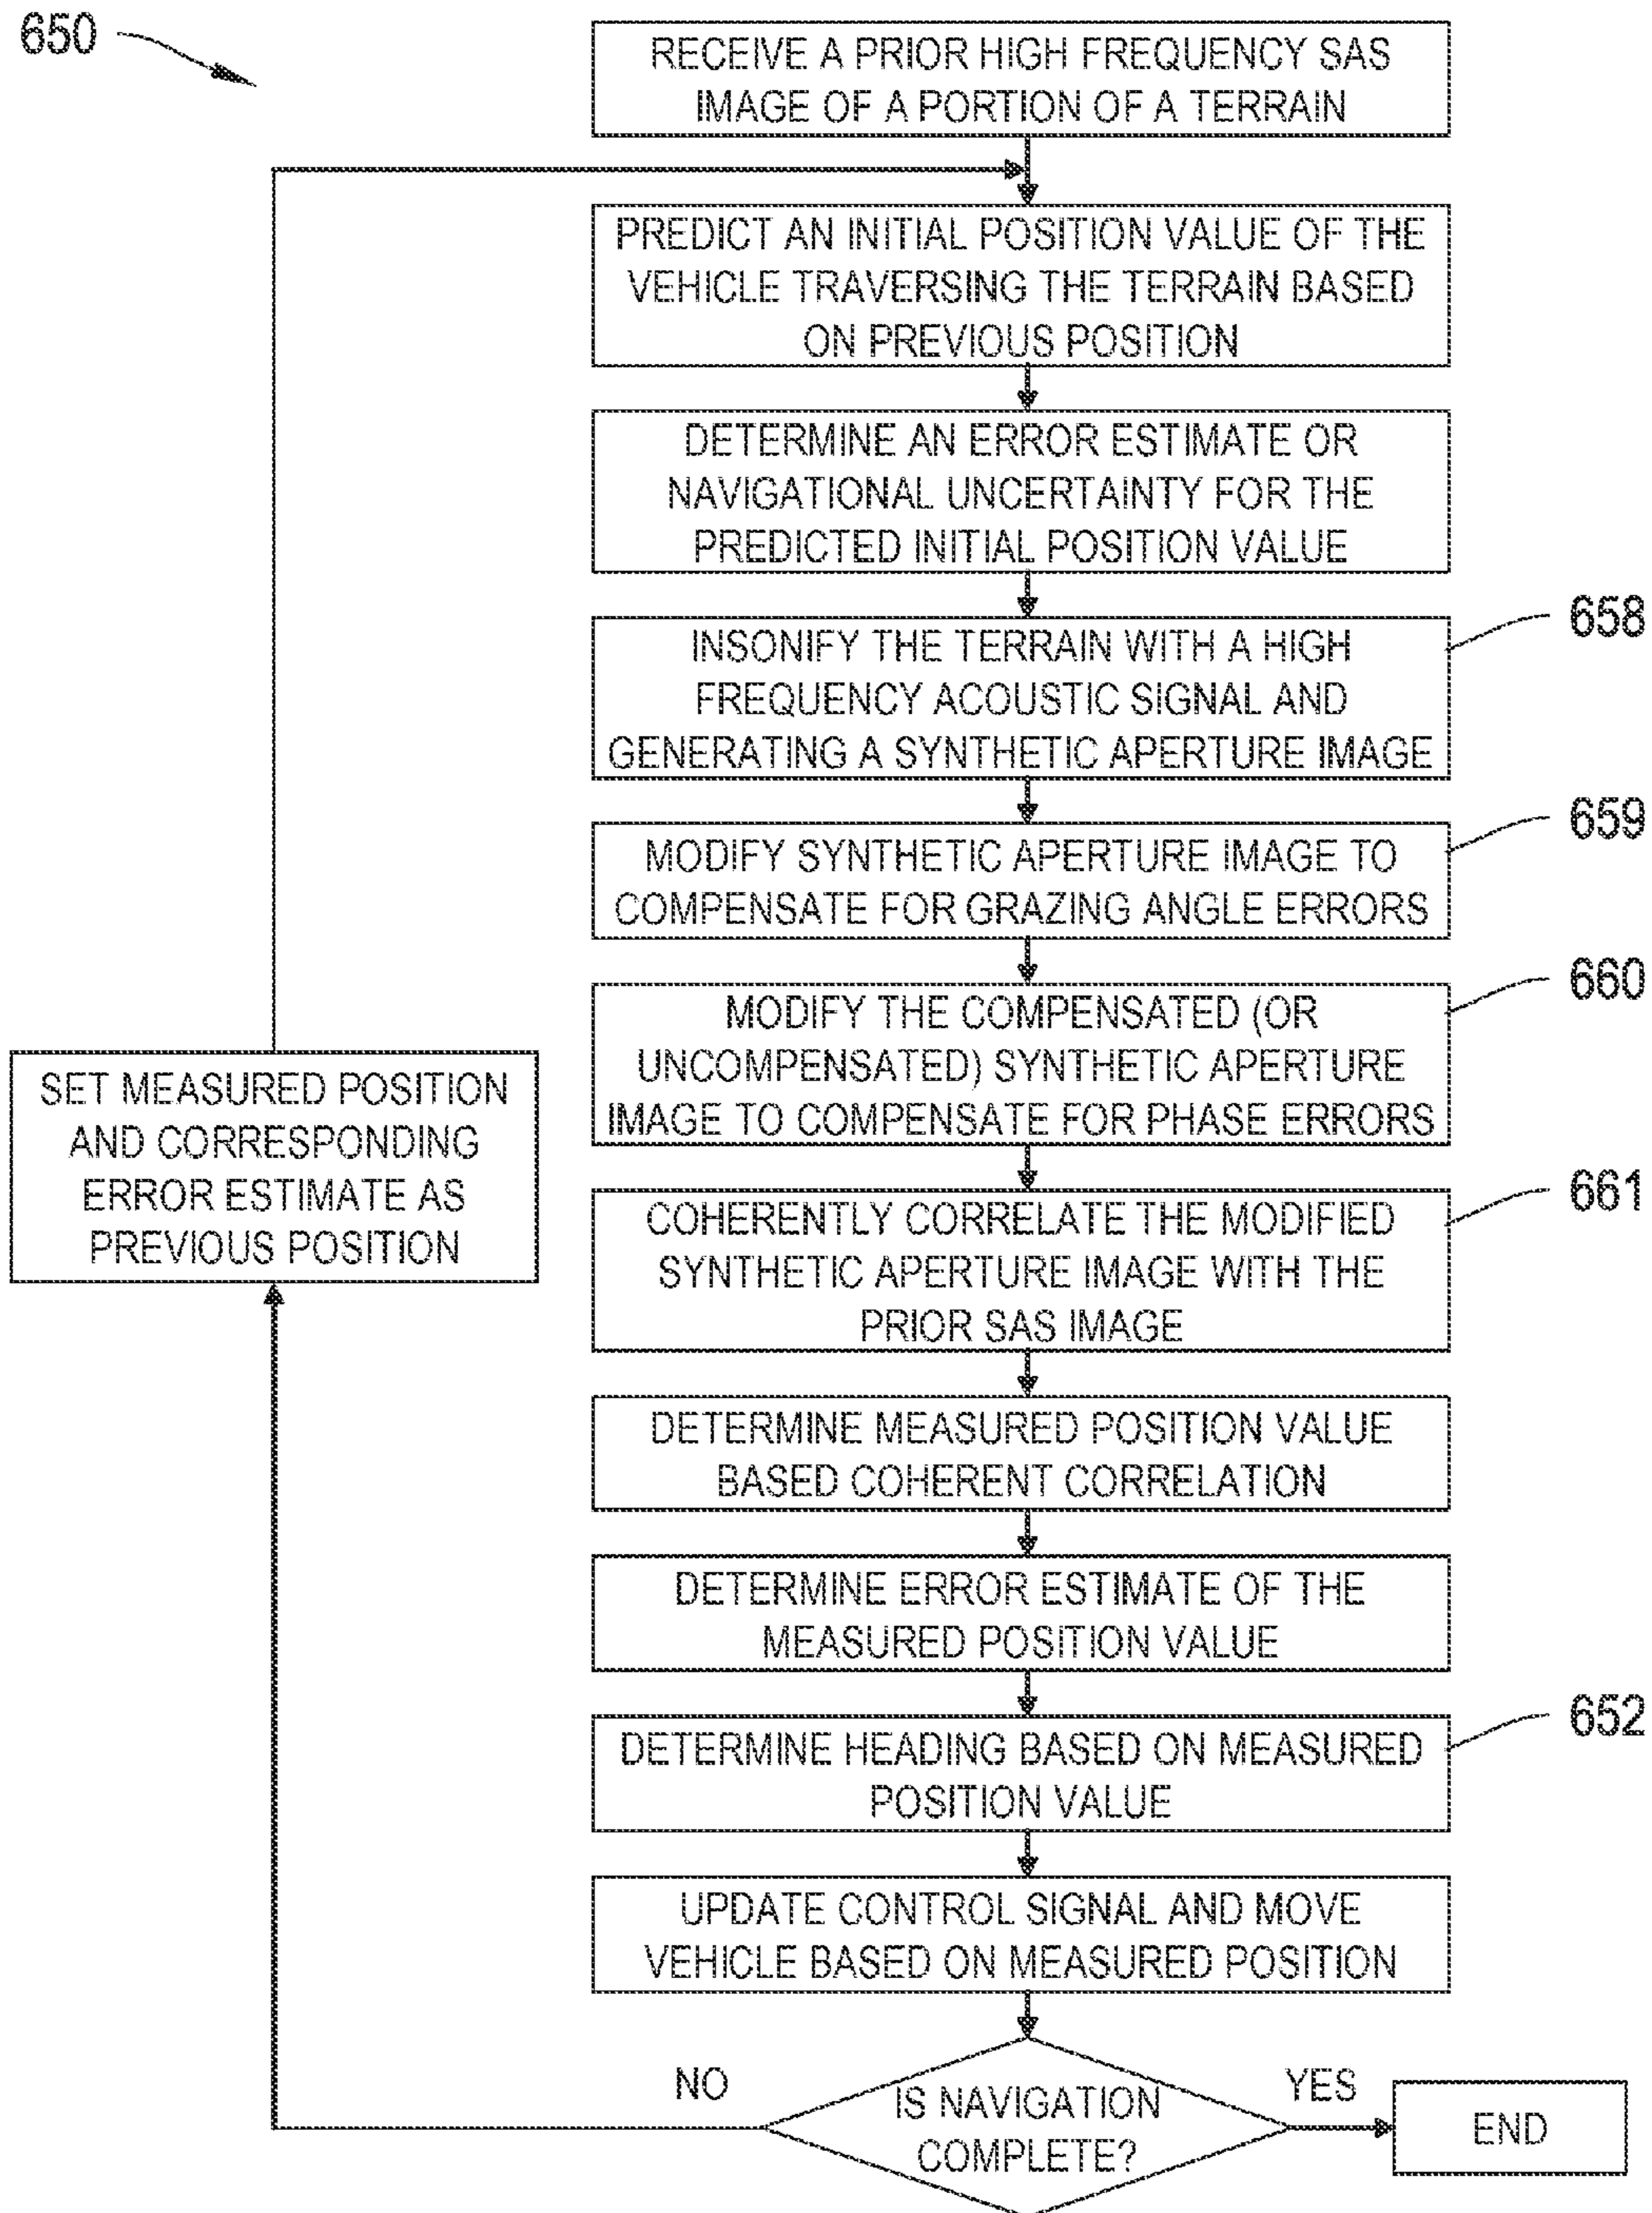 650
RECEIVE A PRIOR HIGH FREQUENCY SAS
IMAGE OF A PORTION OF A TERRAIN
PREDICT AN INITIAL POSITION VALUE OF THE
VEHICLE TRAVERSING THE TERRAIN BASED
ON PREVIOUS POSITION
DETERMINE AN ERROR ESTIMATE OR
NAVIGATIONAL UNCERTAINTY FOR THE
PREDICTED INITIAL POSITION VALUE
658
INSONIFY THE TERRAIN WITH A HIGH
FREQUENCY ACOUSTIC SIGNAL AND
GENERATING A SYNTHETIC APERTURE IMAGE
659
MODIFY SYNTHETIC APERTURE IMAGE TO
COMPENSATE FOR GRAZING ANGLE ERRORS
660
MODIFY THE COMPENSATED (OR
UNCOMPENSATED) SYNTHETIC APERTURE
IMAGE TO COMPENSATE FOR PHASE ERRORS
SET MEASURED POSITION
AND CORRESPONDING
ERROR ESTIMATE AS
PREVIOUS POSITION
661
COHERENTLY CORRELATE THE MODIFIED
SYNTHETIC APERTURE IMAGE WITH THE
PRIOR SAS IMAGE
DETERMINE MEASURED POSITION VALUE
BASED COHERENT CORRELATION
DETERMINE ERROR ESTIMATE OF THE
MEASURED POSITION VALUE
652
DETERMINE HEADING BASED ON MEASURED
POSITION VALUE
UPDATE CONTROL SIGNAL AND MOVE
VEHICLE BASED ON MEASURED POSITION
NO
IS NAVIGATION
COMPLETE?
YES
END